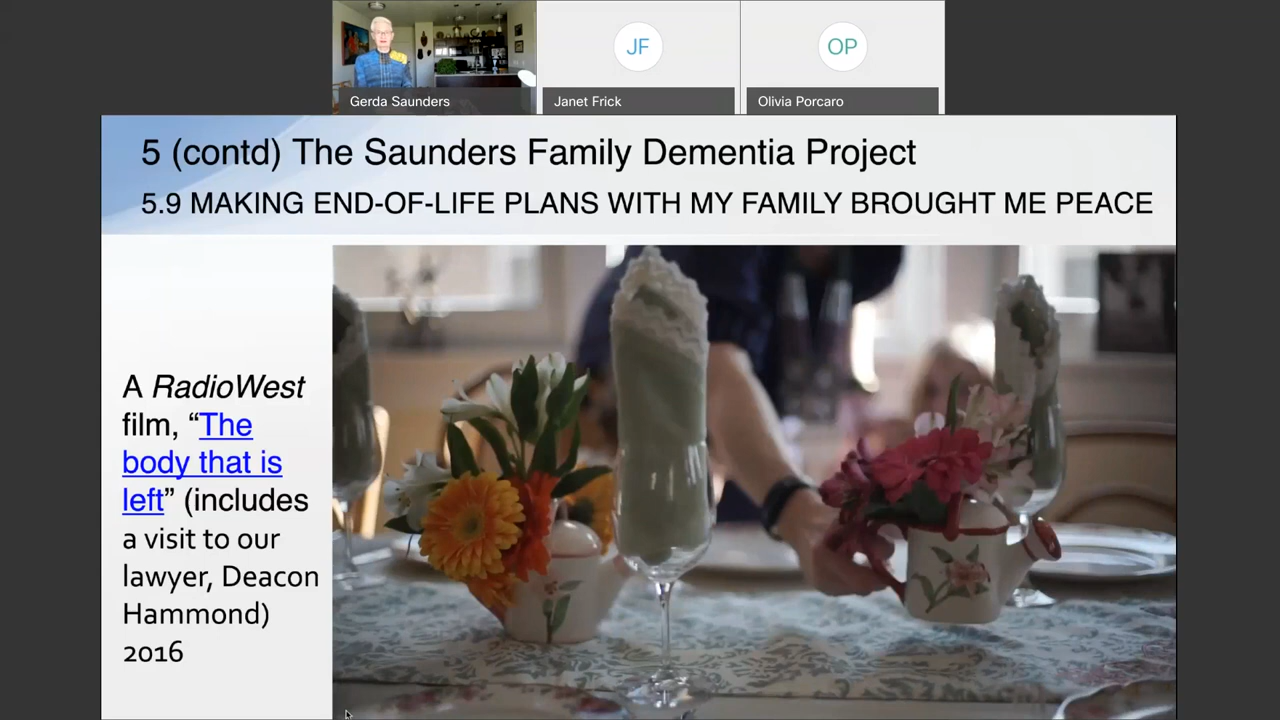 JF
OP
Gerda Saunders
Janet Frick
Olivia Porcaro
5 (contd) The Saunders Family Dementia Project
5.9 MAKING END-OF-LIFE PLANS WITH MY FAMILY BROUGHT ME PEACE
A RadioWest
film, “The
body that is
left” (includes
a visit to our
lawyer, Deacon
Hammond)
2016